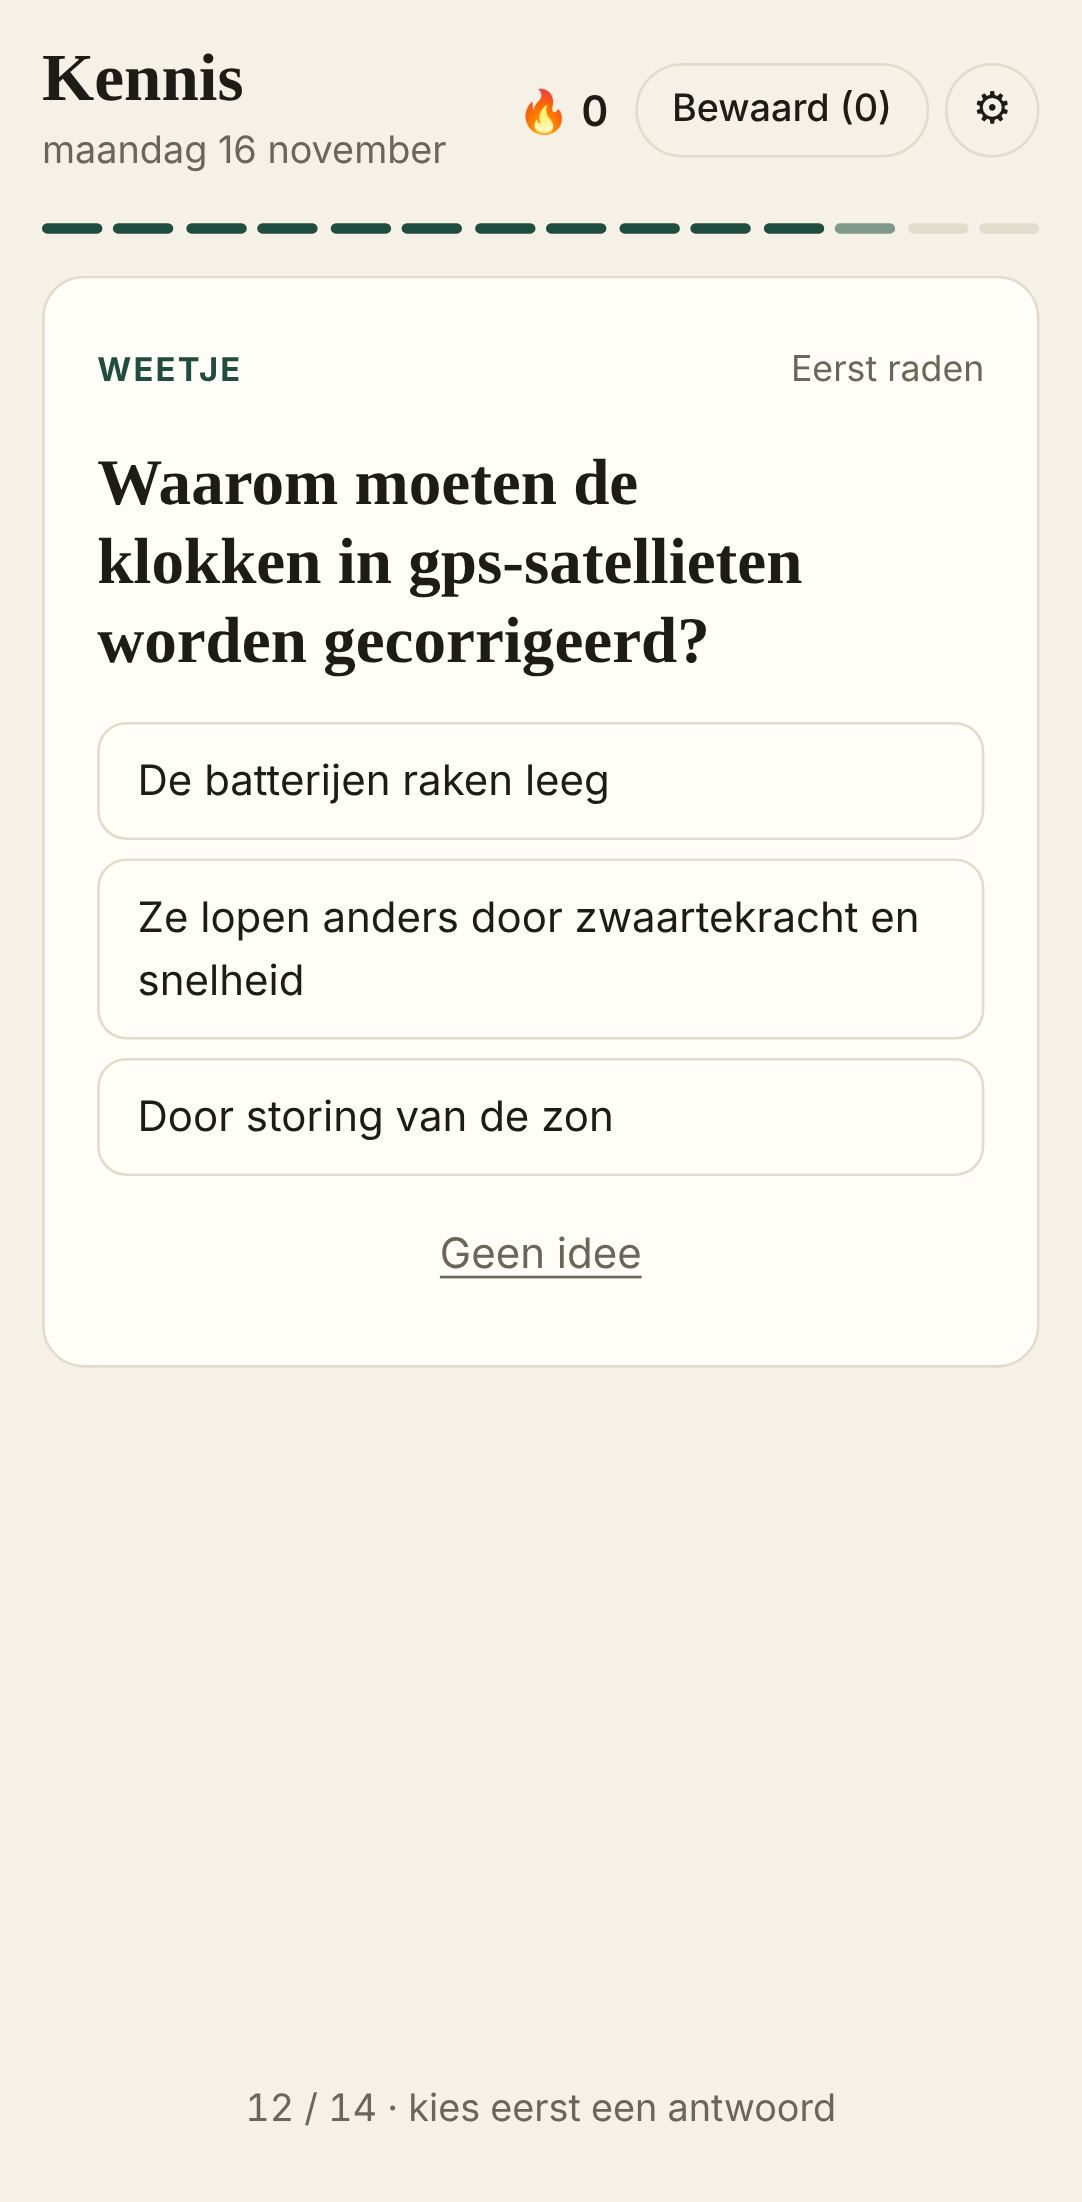 Kennis
maandag 16 november
🔥 0
Bewaard (0)
⚙
WEETJE
Eerst raden
Waarom moeten de
klokken in gps-satellieten
worden gecorrigeerd?
De batterijen raken leeg
Ze lopen anders door zwaartekracht en
snelheid
Door storing van de zon
Geen idee
12 / 14 · kies eerst een antwoord